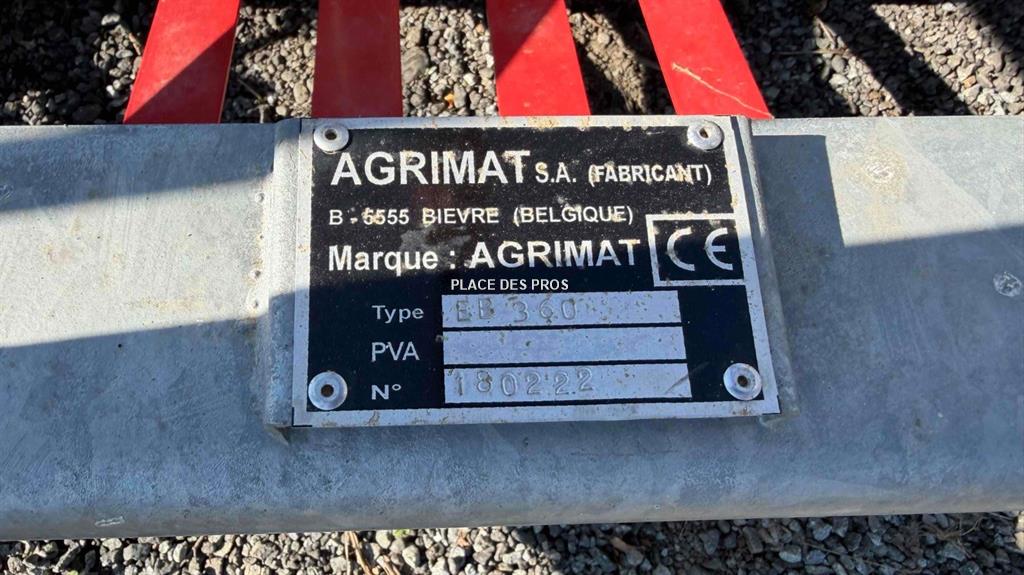 AGRIMAT S.A. (FABRICANT)
B - 5555 BIEVRE (BELGIQUE)
Marque : AGRIMAT CE
PLACE DES PROS
Type EB 360
PVA
N° 180222